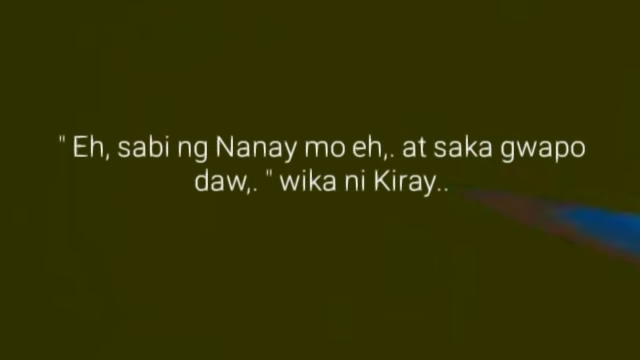 " Eh, sabi ng Nanay mo eh,. at saka gwapo
daw,. " wika ni Kiray..